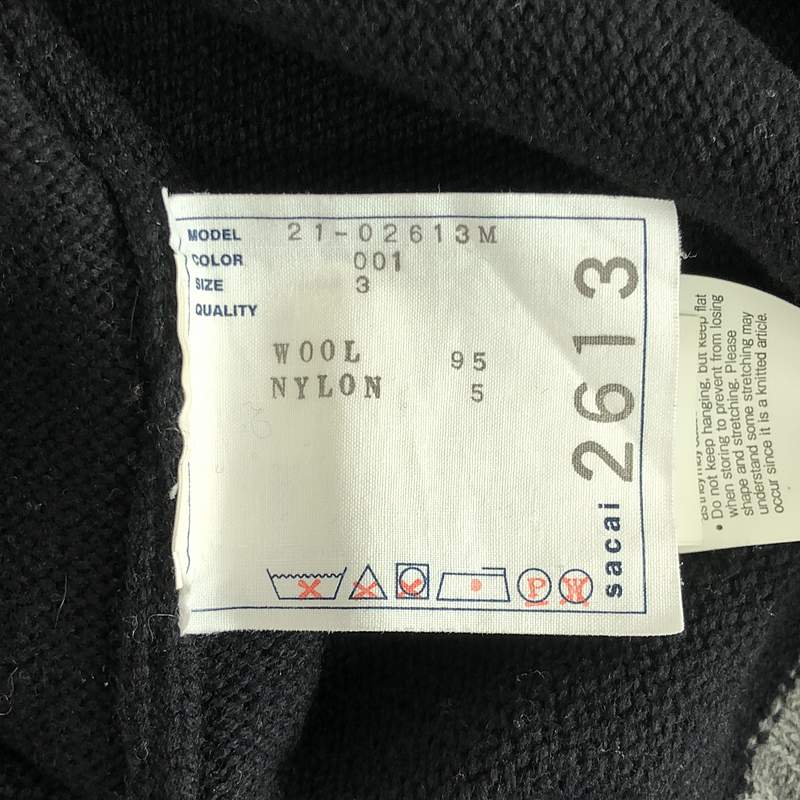 MODEL 21-02613M
COLOR 001
SIZE 3
QUALITY
WOOL 95
NYLON 5
P W
sacai 2613
flat
• Do not keep hanging, but keep
when storing to prevent from losing
shape and stretching. Please
understand some stretching may
occur since it is a knitted article.